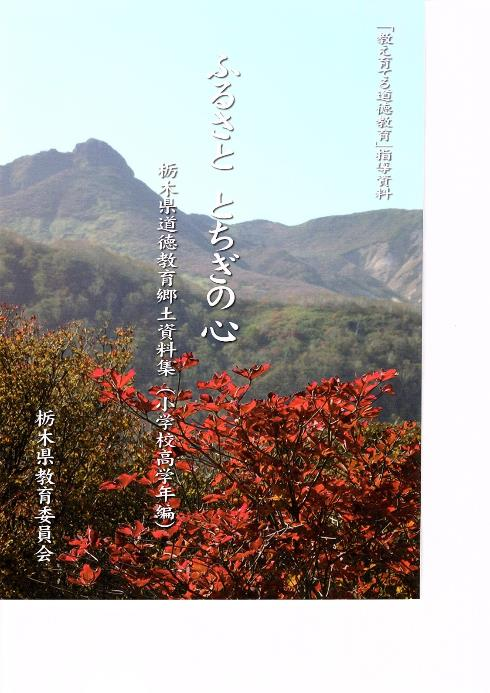 「教え育てる道徳教育」指導資料
ふるさと とちぎの心
栃木県道徳教育郷土資料集（小学校高学年編）
栃木県教育委員会